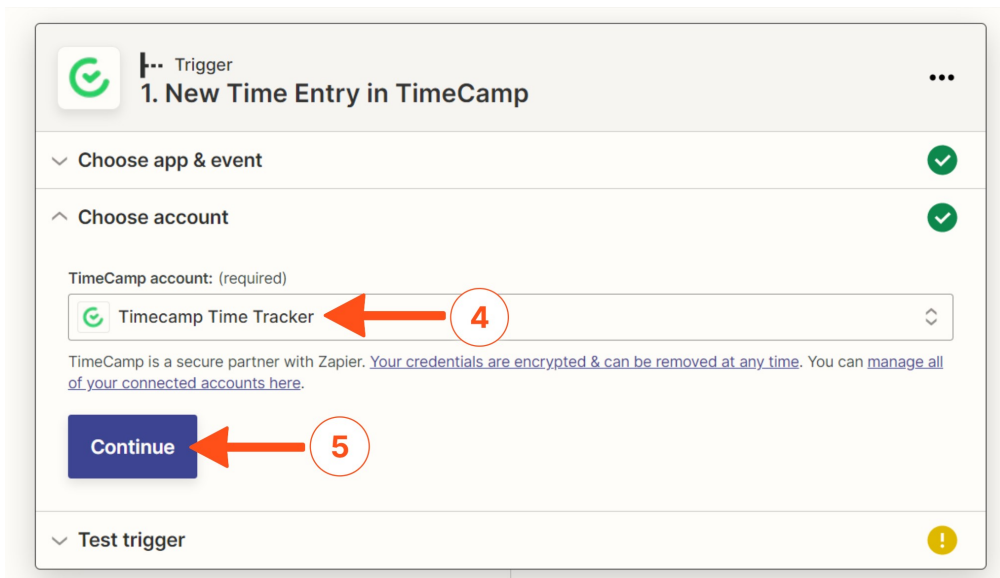 Trigger
1. New Time Entry in TimeCamp
Choose app & event
Choose account
TimeCamp account: (required)
Timecamp Time Tracker
4
TimeCamp is a secure partner with Zapier. Your credentials are encrypted & can be removed at any time. You can manage all
of your connected accounts here.
Continue
5
Test trigger